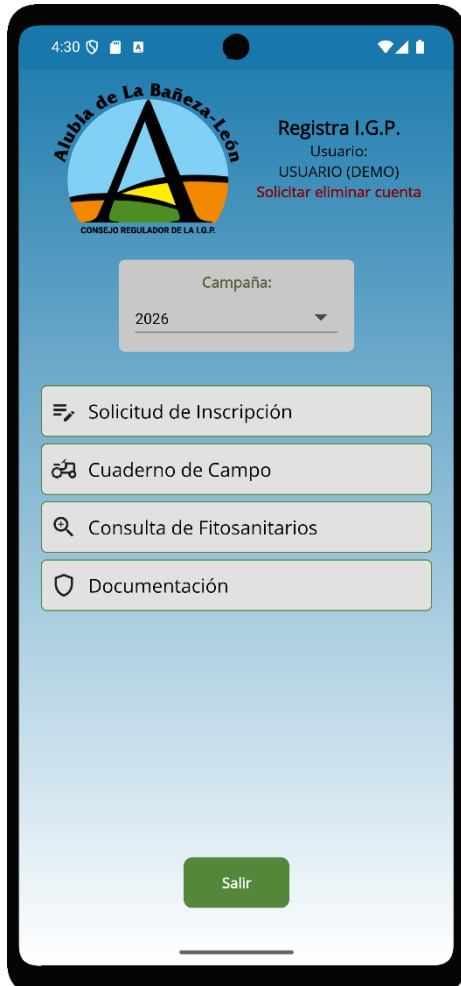 4:30
Alubia de La Bañeza-León
CONSEJO REGULADOR DE LA I.G.P.
Registra I.G.P.
Usuario:
USUARIO (DEMO)
Solicitar eliminar cuenta
Campaña:
2026
Solicitud de Inscripción
Cuaderno de Campo
Consulta de Fitosanitarios
Documentación
Salir